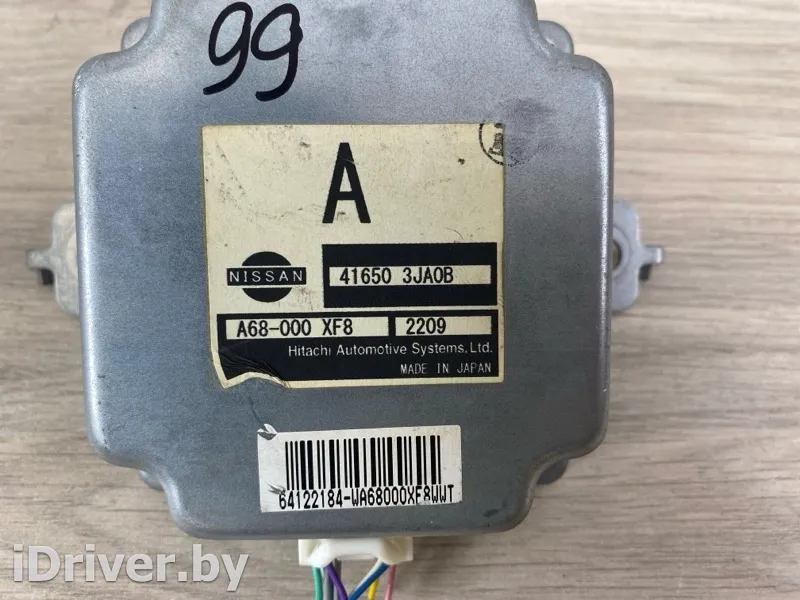 99
A
NISSAN
41650 3JA0B
A68-000 XF8 2209
Hitachi Automotive Systems,Ltd.
MADE IN JAPAN
64122184-WA68000XF8WWT
iDriver.by